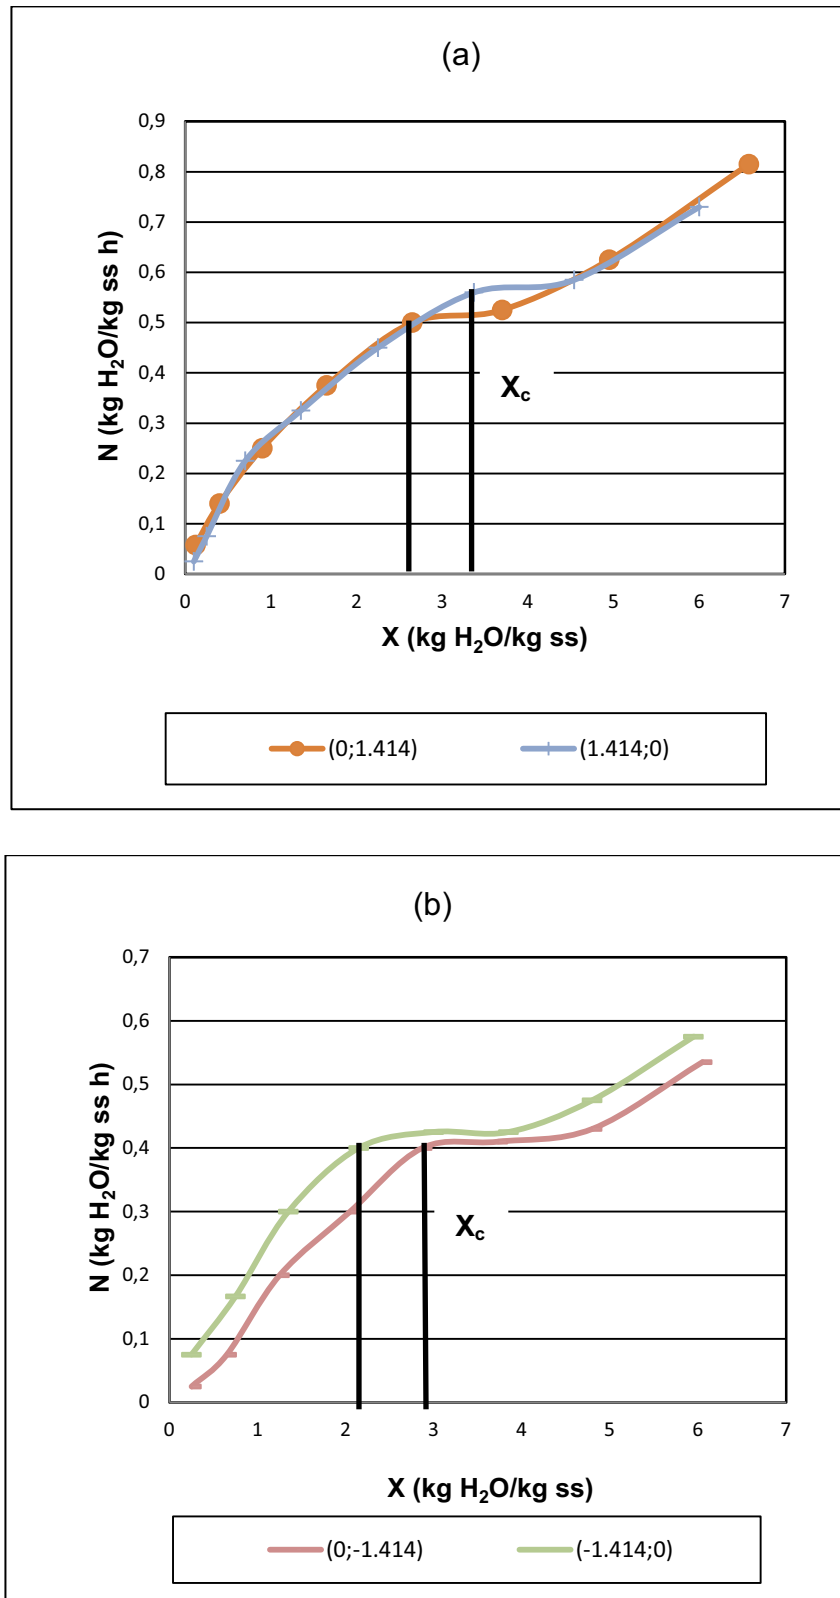 (a)
0,9
0,8
0,7
0,6
0,5
0,4
0,3
0,2
0,1
0
N (kg H₂O/kg ss h)
X꜀
0 1 2 3 4 5 6 7
X (kg H₂O/kg ss)
(0;1.414) (1.414;0)
(b)
0,7
0,6
0,5
0,4
0,3
0,2
0,1
0
N (kg H₂O/kg ss h)
X꜀
0 1 2 3 4 5 6 7
X (kg H₂O/kg ss)
(0;-1.414) (-1.414;0)